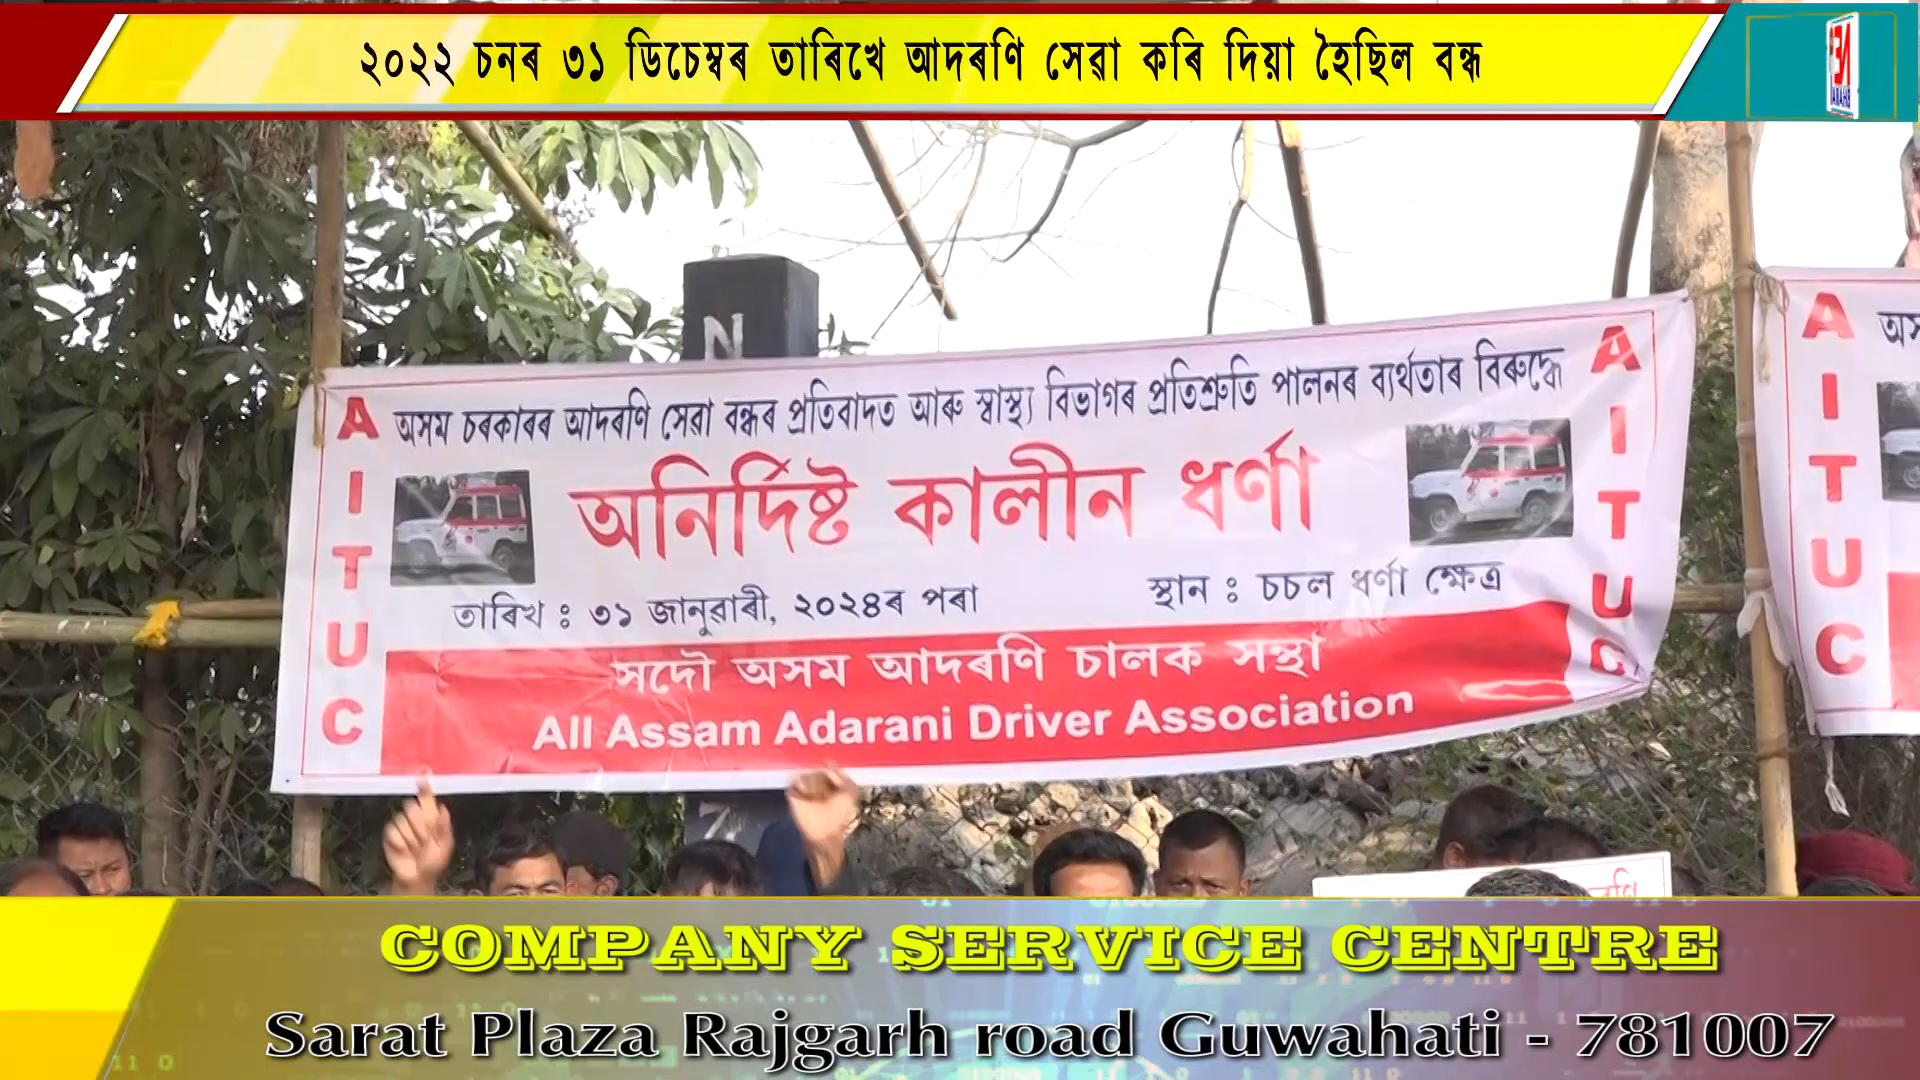 ২০২২ চনৰ ৩১ ডিচেম্বৰ তাৰিখে আদৰণি সেৱা কৰি দিয়া হৈছিল বন্ধ
N
AITUC
অসম চৰকাৰৰ আদৰণি সেৱা বন্ধৰ প্ৰতিবাদত আৰু স্বাস্থ্য বিভাগৰ প্ৰতিশ্ৰুতি পালনৰ ব্যৰ্থতাৰ বিৰুদ্ধে
AITUC
অনিৰ্দিষ্ট কালীন ধৰ্ণা
তাৰিখ : ৩১ জানুৱাৰী, ২০২৪ৰ পৰা
স্থান : চচল ধৰ্ণা ক্ষেত্ৰ
সদৌ অসম আদৰণি চালক সন্থা
All Assam Adarani Driver Association
AITUC
7
COMPANY SERVICE CENTRE
Sarat Plaza Rajgarh road Guwahati - 781007